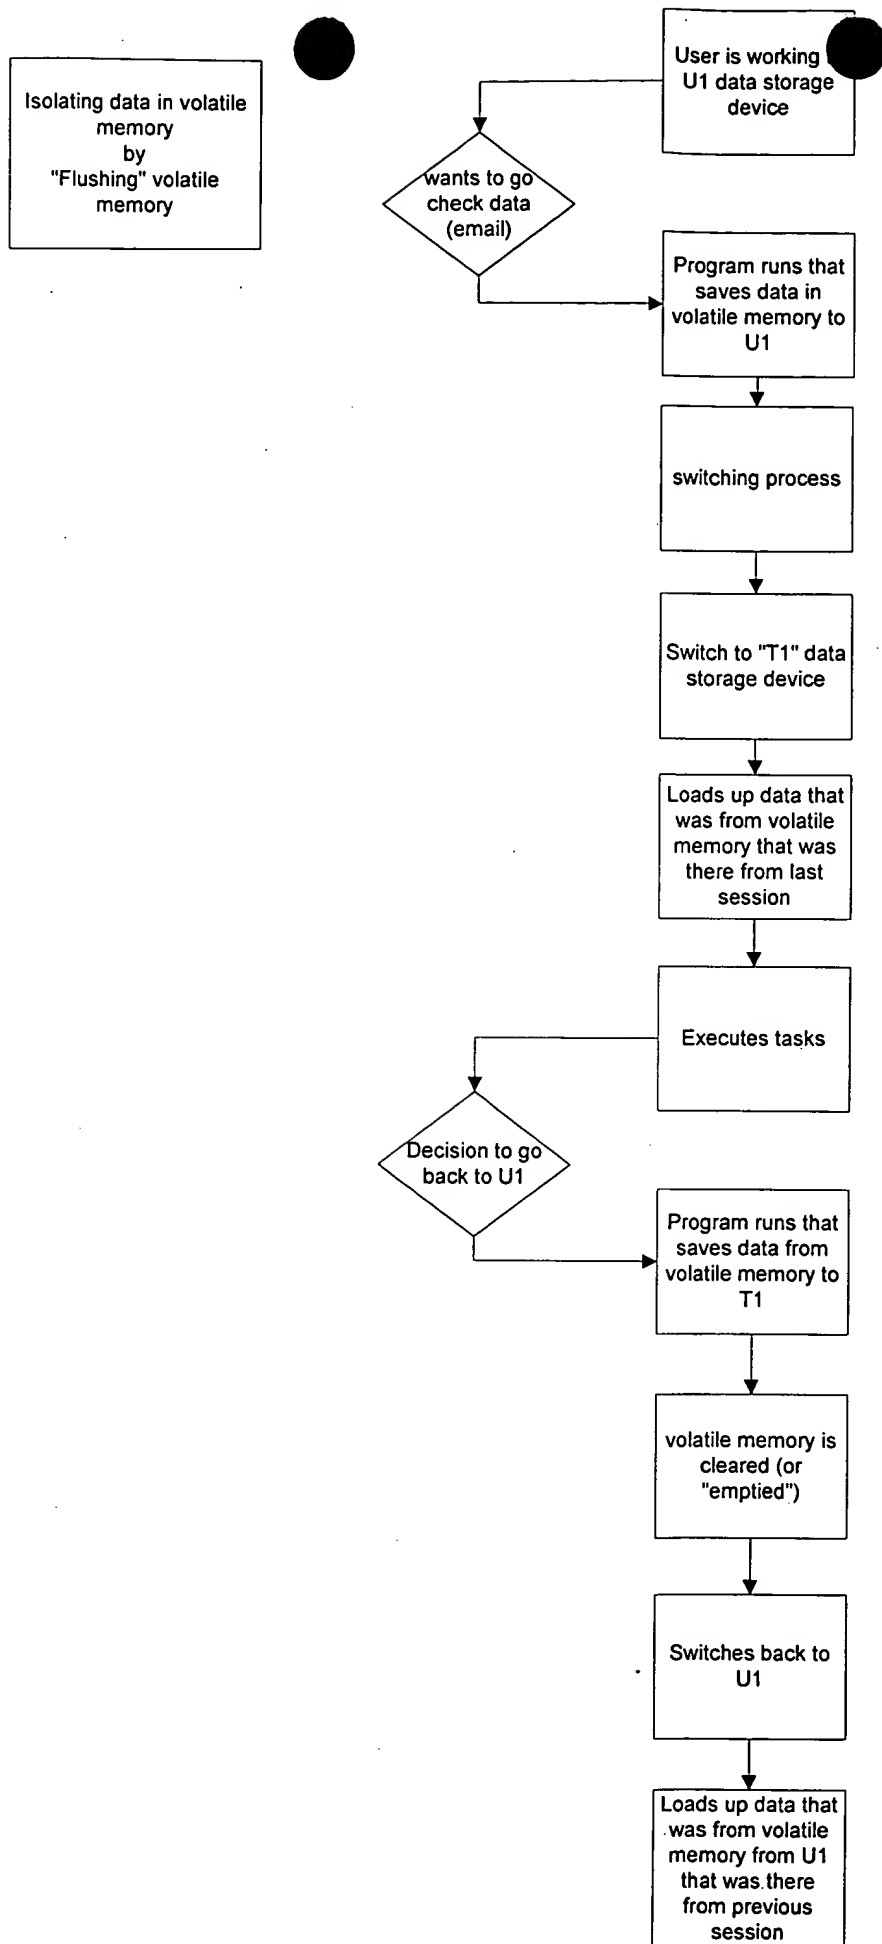 Isolating data in volatile
memory
by
"Flushing" volatile
memory
User is working
U1 data storage
device
wants to go
check data
(email)
Program runs that
saves data in
volatile memory to
U1
switching process
Switch to "T1" data
storage device
Loads up data that
was from volatile
memory that was
there from last
session
Executes tasks
Decision to go
back to U1
Program runs that
saves data from
volatile memory to
T1
volatile memory is
cleared (or
"emptied")
Switches back to
U1
Loads up data that
was from volatile
memory from U1
that was there
from previous
session